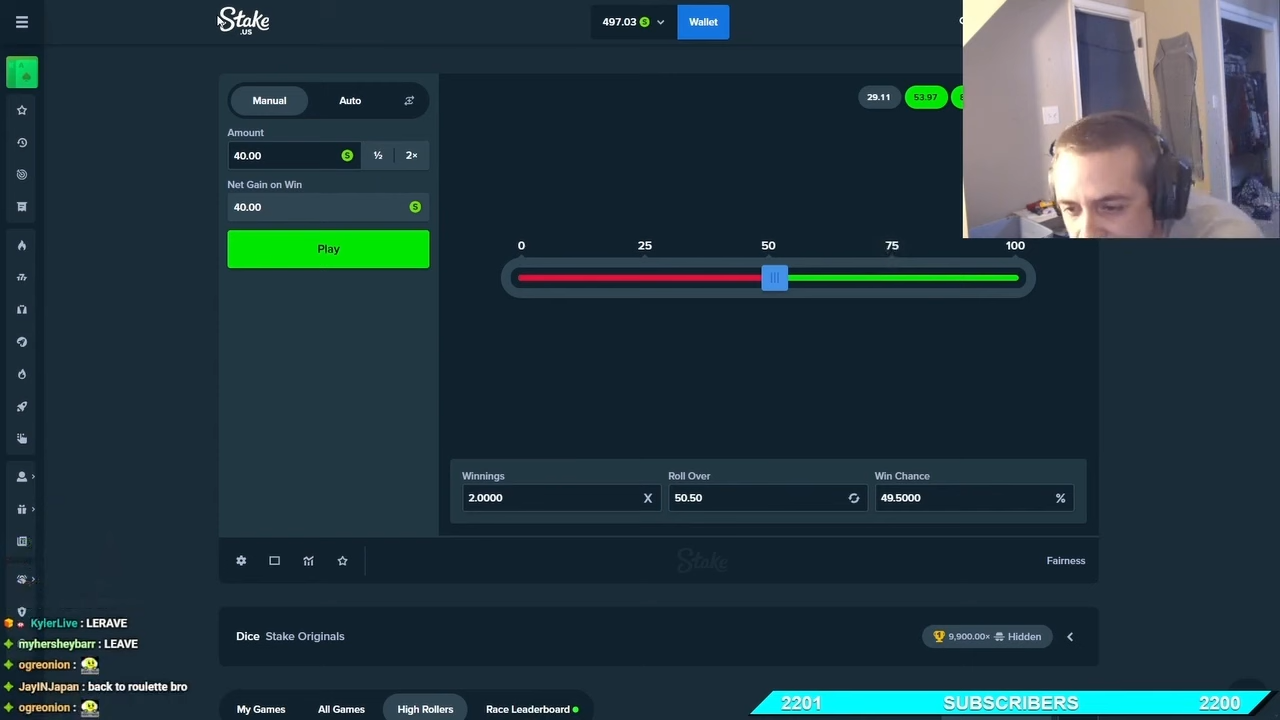 Stake
.US
497.03
Wallet
Manual
Auto
29.11
53.97
Amount
40.00
½
2×
Net Gain on Win
40.00
Play
0
25
50
75
100
Winnings
Roll Over
Win Chance
2.0000
X
50.50
49.5000
%
Stake
Fairness
KylerLive : LERAVE
myhersheybarr : LEAVE
ogreonion :
JayINJapan : back to roulette bro
ogreonion :
Dice Stake Originals
9,900.00× Hidden
My Games
All Games
High Rollers
Race Leaderboard
2201
SUBSCRIBERS
2200